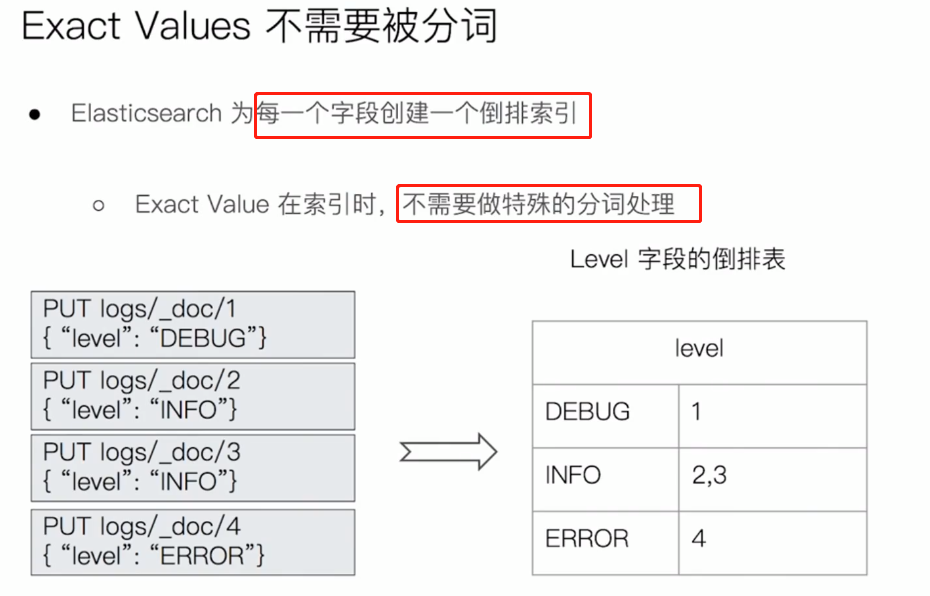 Exact Values 不需要被分词
● Elasticsearch 为每一个字段创建一个倒排索引
○ Exact Value 在索引时，不需要做特殊的分词处理
Level 字段的倒排表
PUT logs/_doc/1
{ “level”: “DEBUG”}
PUT logs/_doc/2
{ “level”: “INFO”}
PUT logs/_doc/3
{ “level”: “INFO”}
PUT logs/_doc/4
{ “level”: “ERROR”}
level
DEBUG 1
INFO 2,3
ERROR 4